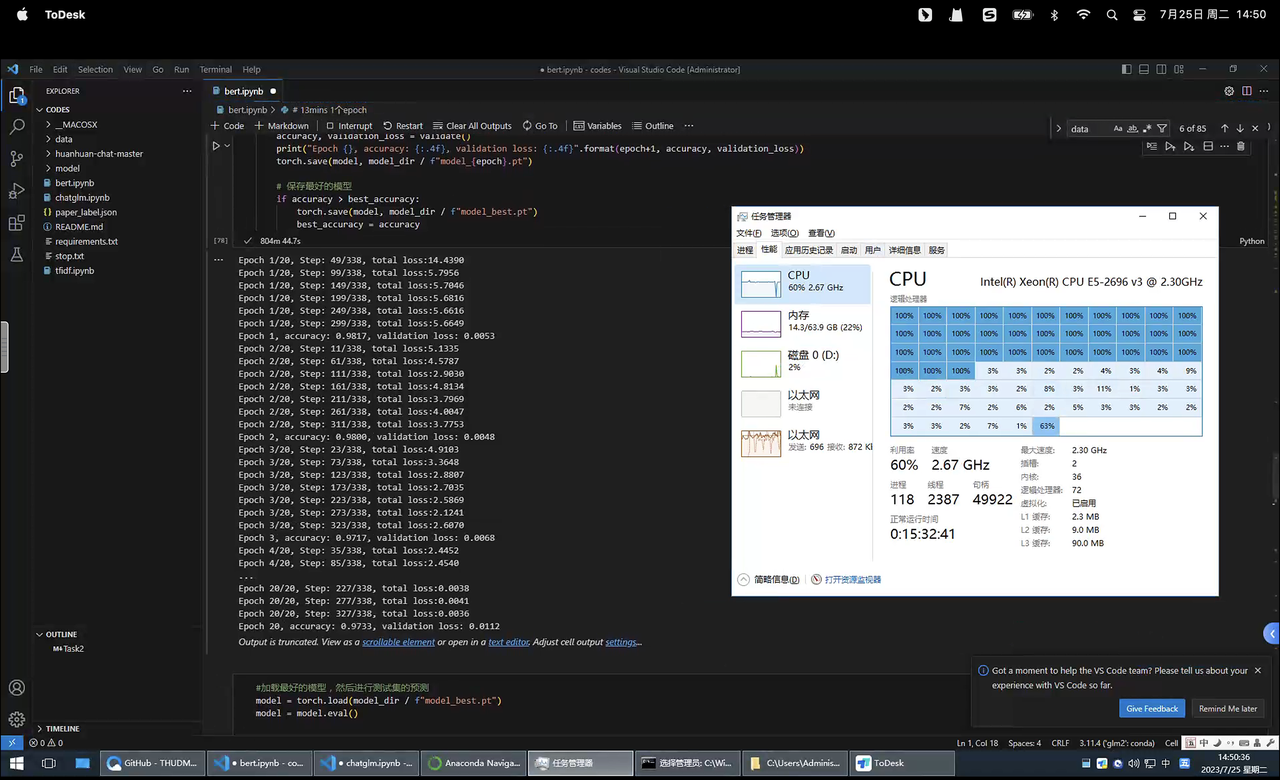 ToDesk
7月25日 周二 14:50
File Edit Selection View Go Run Terminal Help
● bert.ipynb - codes - Visual Studio Code [Administrator]
EXPLORER
CODES
__MACOSX
data
huanhuan-chat-master
model
bert.ipynb
chatglm.ipynb
paper_label.json
README.md
requirements.txt
stop.txt
tfidf.ipynb
OUTLINE
M↓Task2
TIMELINE
bert.ipynb ●
bert.ipynb > # 13mins 1个epoch
+ Code + Markdown Interrupt Restart Clear All Outputs Go To Variables Outline ...
data Aa ab 6 of 85
Python
accuracy, validation_loss = validate()
print("Epoch {}, accuracy: {:.4f}, validation loss: {:.4f}".format(epoch+1, accuracy, validation_loss))
torch.save(model, model_dir / f"model_{epoch}.pt")
# 保存最好的模型
if accuracy > best_accuracy:
torch.save(model, model_dir / f"model_best.pt")
best_accuracy = accuracy
[78] 804m 44.7s
Epoch 1/20, Step: 49/338, total loss:14.4390
Epoch 1/20, Step: 99/338, total loss:5.7956
Epoch 1/20, Step: 149/338, total loss:5.7046
Epoch 1/20, Step: 199/338, total loss:5.6816
Epoch 1/20, Step: 249/338, total loss:5.6616
Epoch 1/20, Step: 299/338, total loss:5.6649
Epoch 1, accuracy: 0.9817, validation loss: 0.0053
Epoch 2/20, Step: 11/338, total loss:5.1335
Epoch 2/20, Step: 61/338, total loss:4.5787
Epoch 2/20, Step: 111/338, total loss:2.9030
Epoch 2/20, Step: 161/338, total loss:4.8134
Epoch 2/20, Step: 211/338, total loss:3.7969
Epoch 2/20, Step: 261/338, total loss:4.0047
Epoch 2/20, Step: 311/338, total loss:3.7753
Epoch 2, accuracy: 0.9800, validation loss: 0.0048
Epoch 3/20, Step: 23/338, total loss:4.9103
Epoch 3/20, Step: 73/338, total loss:3.3648
Epoch 3/20, Step: 123/338, total loss:2.8807
Epoch 3/20, Step: 173/338, total loss:2.7035
Epoch 3/20, Step: 223/338, total loss:2.5869
Epoch 3/20, Step: 273/338, total loss:2.1241
Epoch 3/20, Step: 323/338, total loss:2.6070
Epoch 3, accuracy: 0.9717, validation loss: 0.0068
Epoch 4/20, Step: 35/338, total loss:2.4452
Epoch 4/20, Step: 85/338, total loss:2.4540
...
Epoch 20/20, Step: 227/338, total loss:0.0038
Epoch 20/20, Step: 277/338, total loss:0.0041
Epoch 20/20, Step: 327/338, total loss:0.0036
Epoch 20, accuracy: 0.9733, validation loss: 0.0112
Output is truncated. View as a scrollable element or open in a text editor. Adjust cell output settings...
#加载最好的模型，然后进行测试集的预测
model = torch.load(model_dir / f"model_best.pt")
model = model.eval()
任务管理器
文件(F) 选项(O) 查看(V)
进程 性能 应用历史记录 启动 用户 详细信息 服务
CPU
60% 2.67 GHz
内存
14.3/63.9 GB (22%)
磁盘 0 (D:)
2%
以太网
未连接
以太网
发送: 696 接收: 872 K
CPU Intel(R) Xeon(R) CPU E5-2696 v3 @ 2.30GHz
逻辑处理器
100% 100% 100% 100% 100% 100% 100% 100% 100% 100% 100%
100% 100% 100% 100% 100% 100% 100% 100% 100% 100% 100%
100% 100% 100% 100% 100% 100% 100% 100% 100% 100% 100%
100% 100% 100% 3% 3% 2% 2% 4% 3% 4% 9%
3% 2% 3% 3% 2% 8% 3% 11% 1% 3% 3%
2% 2% 7% 2% 6% 2% 5% 3% 3% 2% 2%
3% 3% 2% 7% 1% 63%
利用率 速度
60% 2.67 GHz
进程 线程 句柄
118 2387 49922
正常运行时间
0:15:32:41
最大速度: 2.30 GHz
插槽: 2
内核: 36
逻辑处理器: 72
虚拟化: 已启用
L1 缓存: 2.3 MB
L2 缓存: 9.0 MB
L3 缓存: 90.0 MB
简略信息(D) 打开资源监视器
Got a moment to help the VS Code team? Please tell us about your
experience with VS Code so far.
Give Feedback Remind Me later
0 0
Ln 1, Col 18 Spaces: 4 CRLF 3.11.4 ('glm2': conda) Cell 中
GitHub - THUDM... ● bert.ipynb - co... ● chatglm.ipynb -... Anaconda Naviga... 任务管理器 选择管理员: C:\Wi... C:\Users\Adminis... ToDesk
中
14:50:36
2023/7/25 星期二